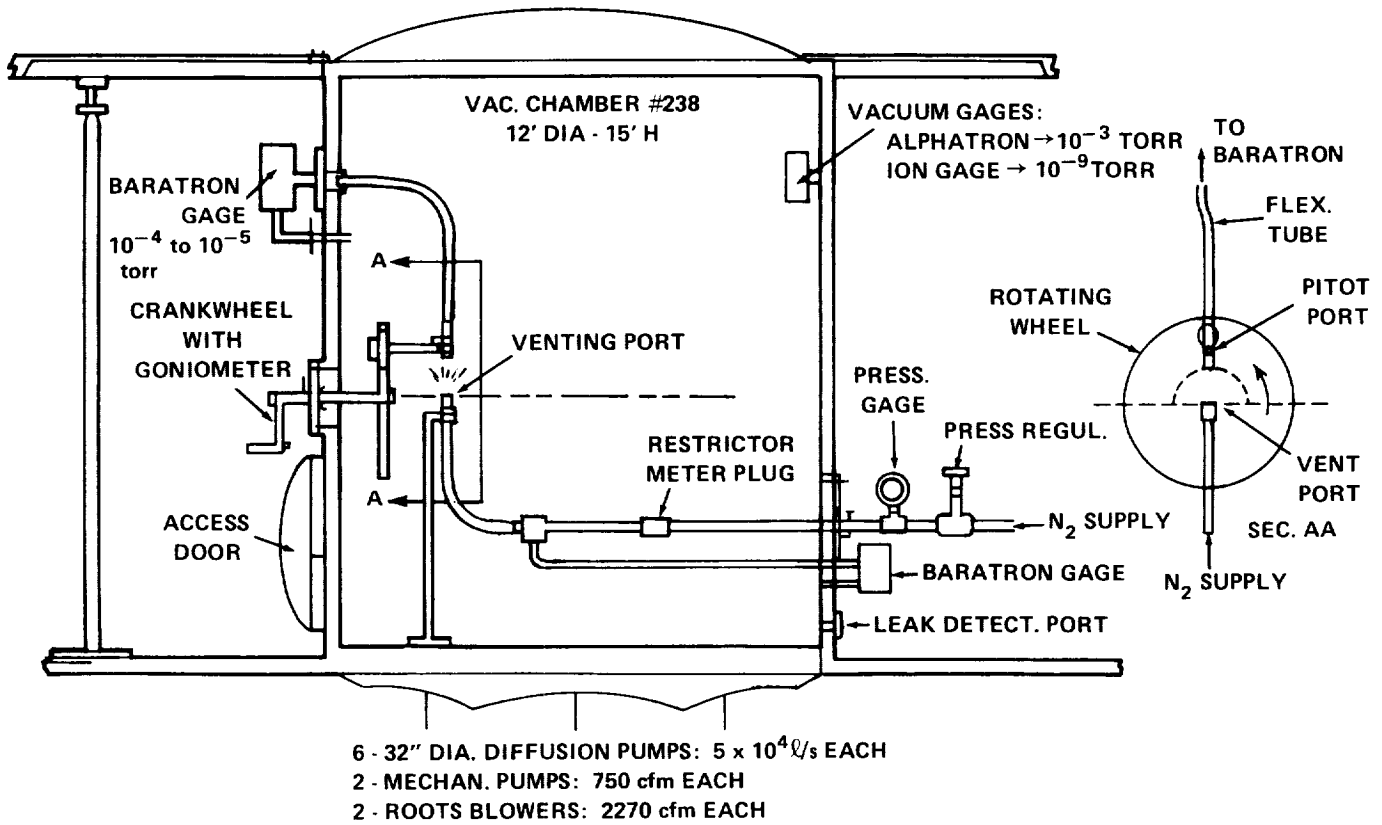 VAC. CHAMBER #238
12' DIA - 15' H
VACUUM GAGES:
ALPHATRON → 10⁻³ TORR
ION GAGE → 10⁻⁹ TORR
BARATRON
GAGE
10⁻⁴ to 10⁻⁵
torr
CRANKWHEEL
WITH
GONIOMETER
ACCESS
DOOR
A
A
VENTING PORT
RESTRICTOR
METER PLUG
PRESS.
GAGE
PRESS REGUL.
N₂ SUPPLY
BARATRON GAGE
LEAK DETECT. PORT
TO
BARATRON
FLEX.
TUBE
ROTATING
WHEEL
PITOT
PORT
VENT
PORT
SEC. AA
N₂ SUPPLY
6 - 32" DIA. DIFFUSION PUMPS: 5 x 10⁴ ℓ/s EACH
2 - MECHAN. PUMPS: 750 cfm EACH
2 - ROOTS BLOWERS: 2270 cfm EACH